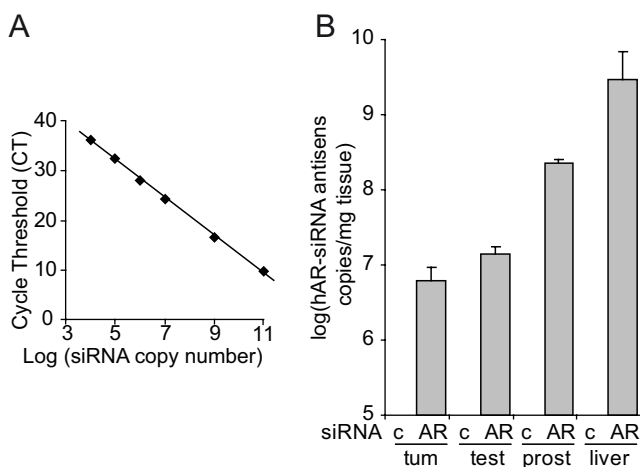 A
Cycle Threshold (CT)
40
30
20
10
0
3 5 7 9 11
Log (siRNA copy number)
B
log(hAR-siRNA antisens
copies/mg tissue)
10
9
8
7
6
5
siRNA c AR c AR c AR c AR
tum test prost liver